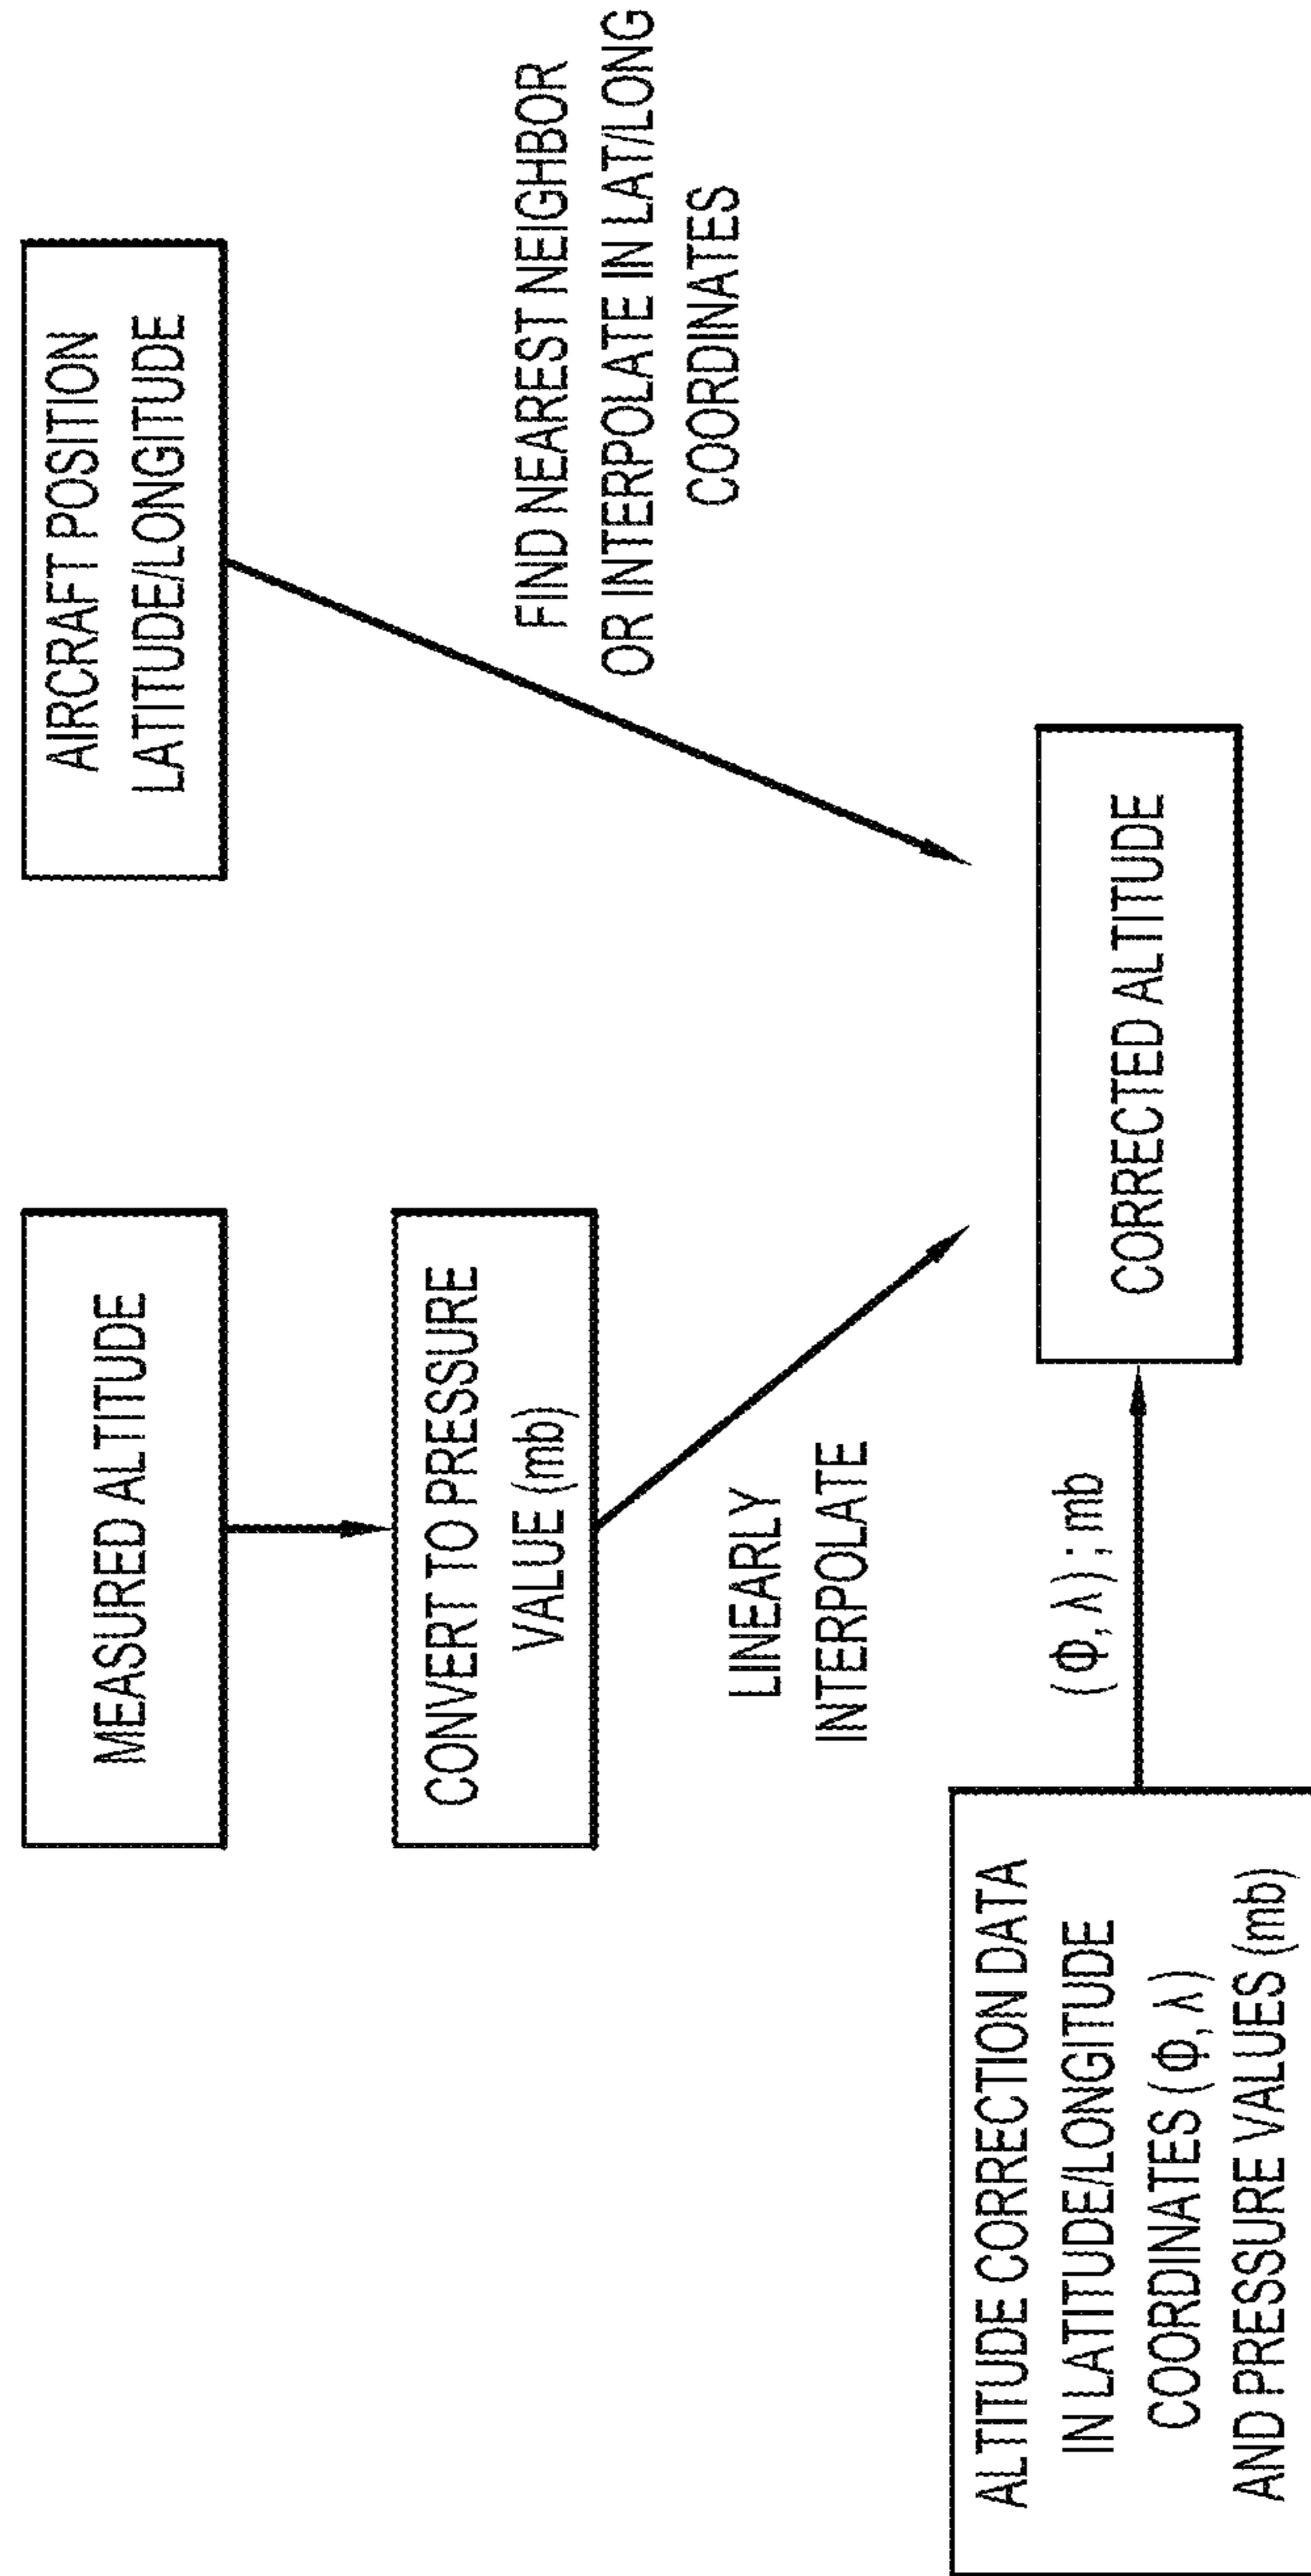 MEASURED ALTITUDE
AIRCRAFT POSITION
LATITUDE/LONGITUDE
CONVERT TO PRESSURE
VALUE (mb)
FIND NEAREST NEIGHBOR
OR INTERPOLATE IN LAT/LONG
COORDINATES
LINEARLY
INTERPOLATE
ALTITUDE CORRECTION DATA
IN LATITUDE/LONGITUDE
COORDINATES (Φ, λ)
AND PRESSURE VALUES (mb)
(Φ, λ) ; mb
CORRECTED ALTITUDE